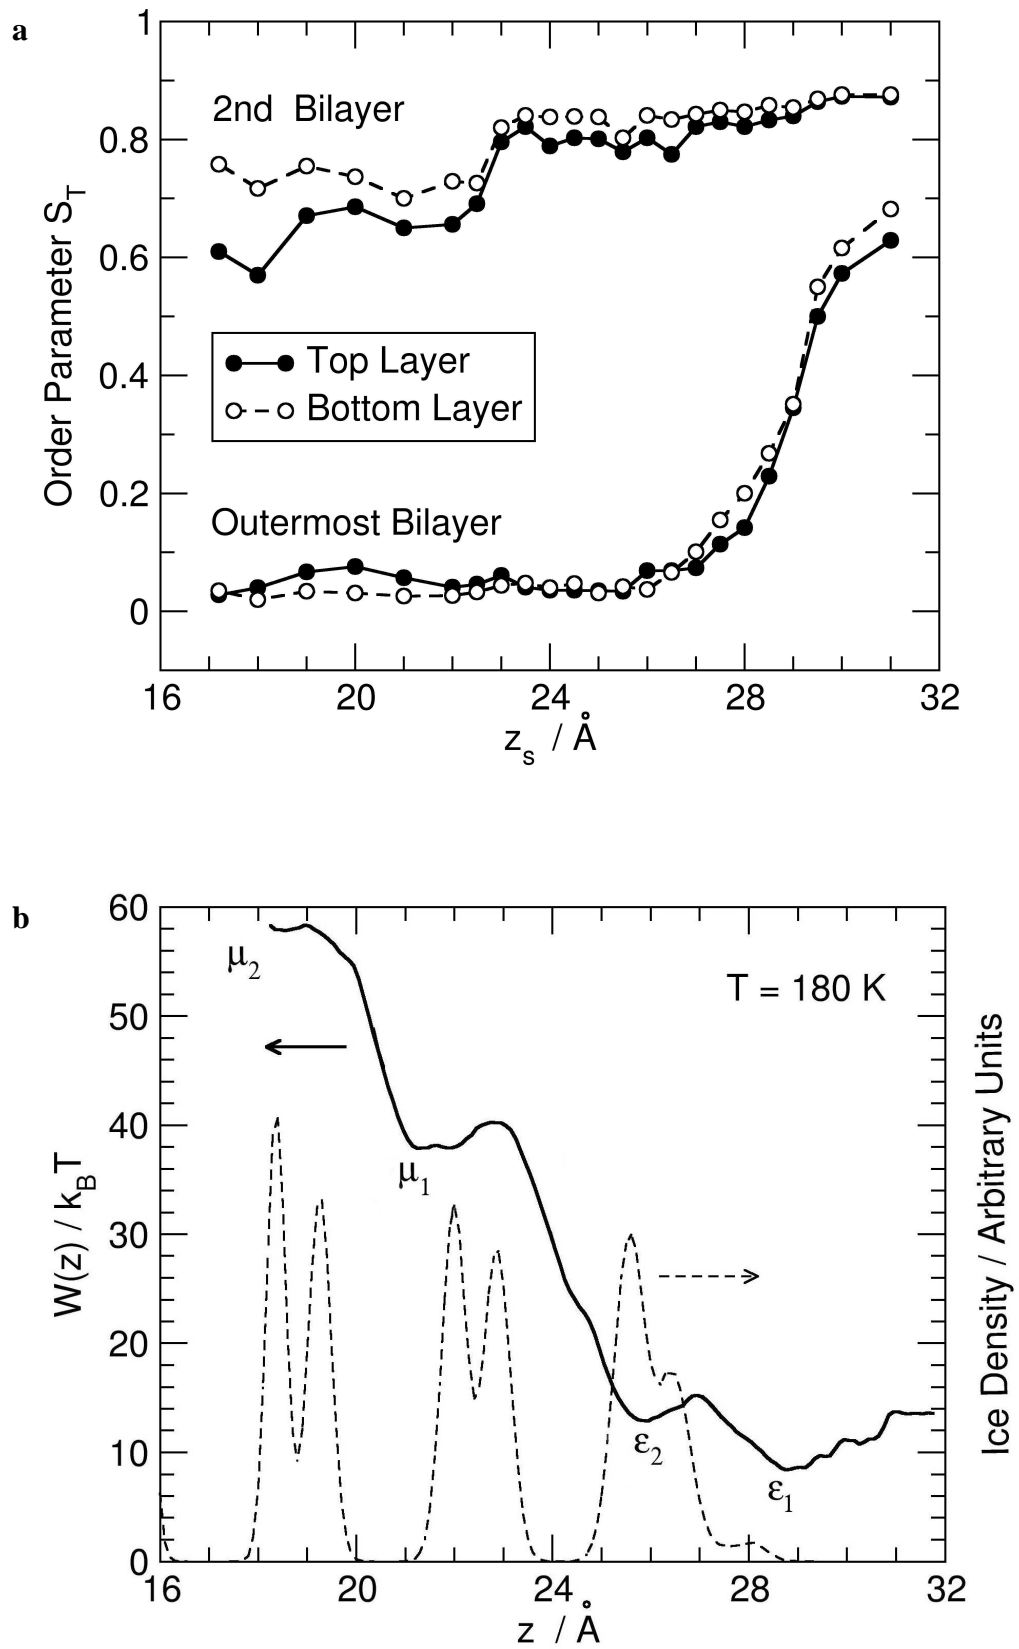 a
1
0.8
0.6
0.4
0.2
0
Order Parameter S_T
2nd Bilayer
Top Layer
Bottom Layer
Outermost Bilayer
16 20 24 28 32
z_s / Å
b
60
50
40
30
20
10
0
W(z) / k_BT
μ_2
T = 180 K
μ_1
ε_2
ε_1
Ice Density / Arbitrary Units
16 20 24 28 32
z / Å